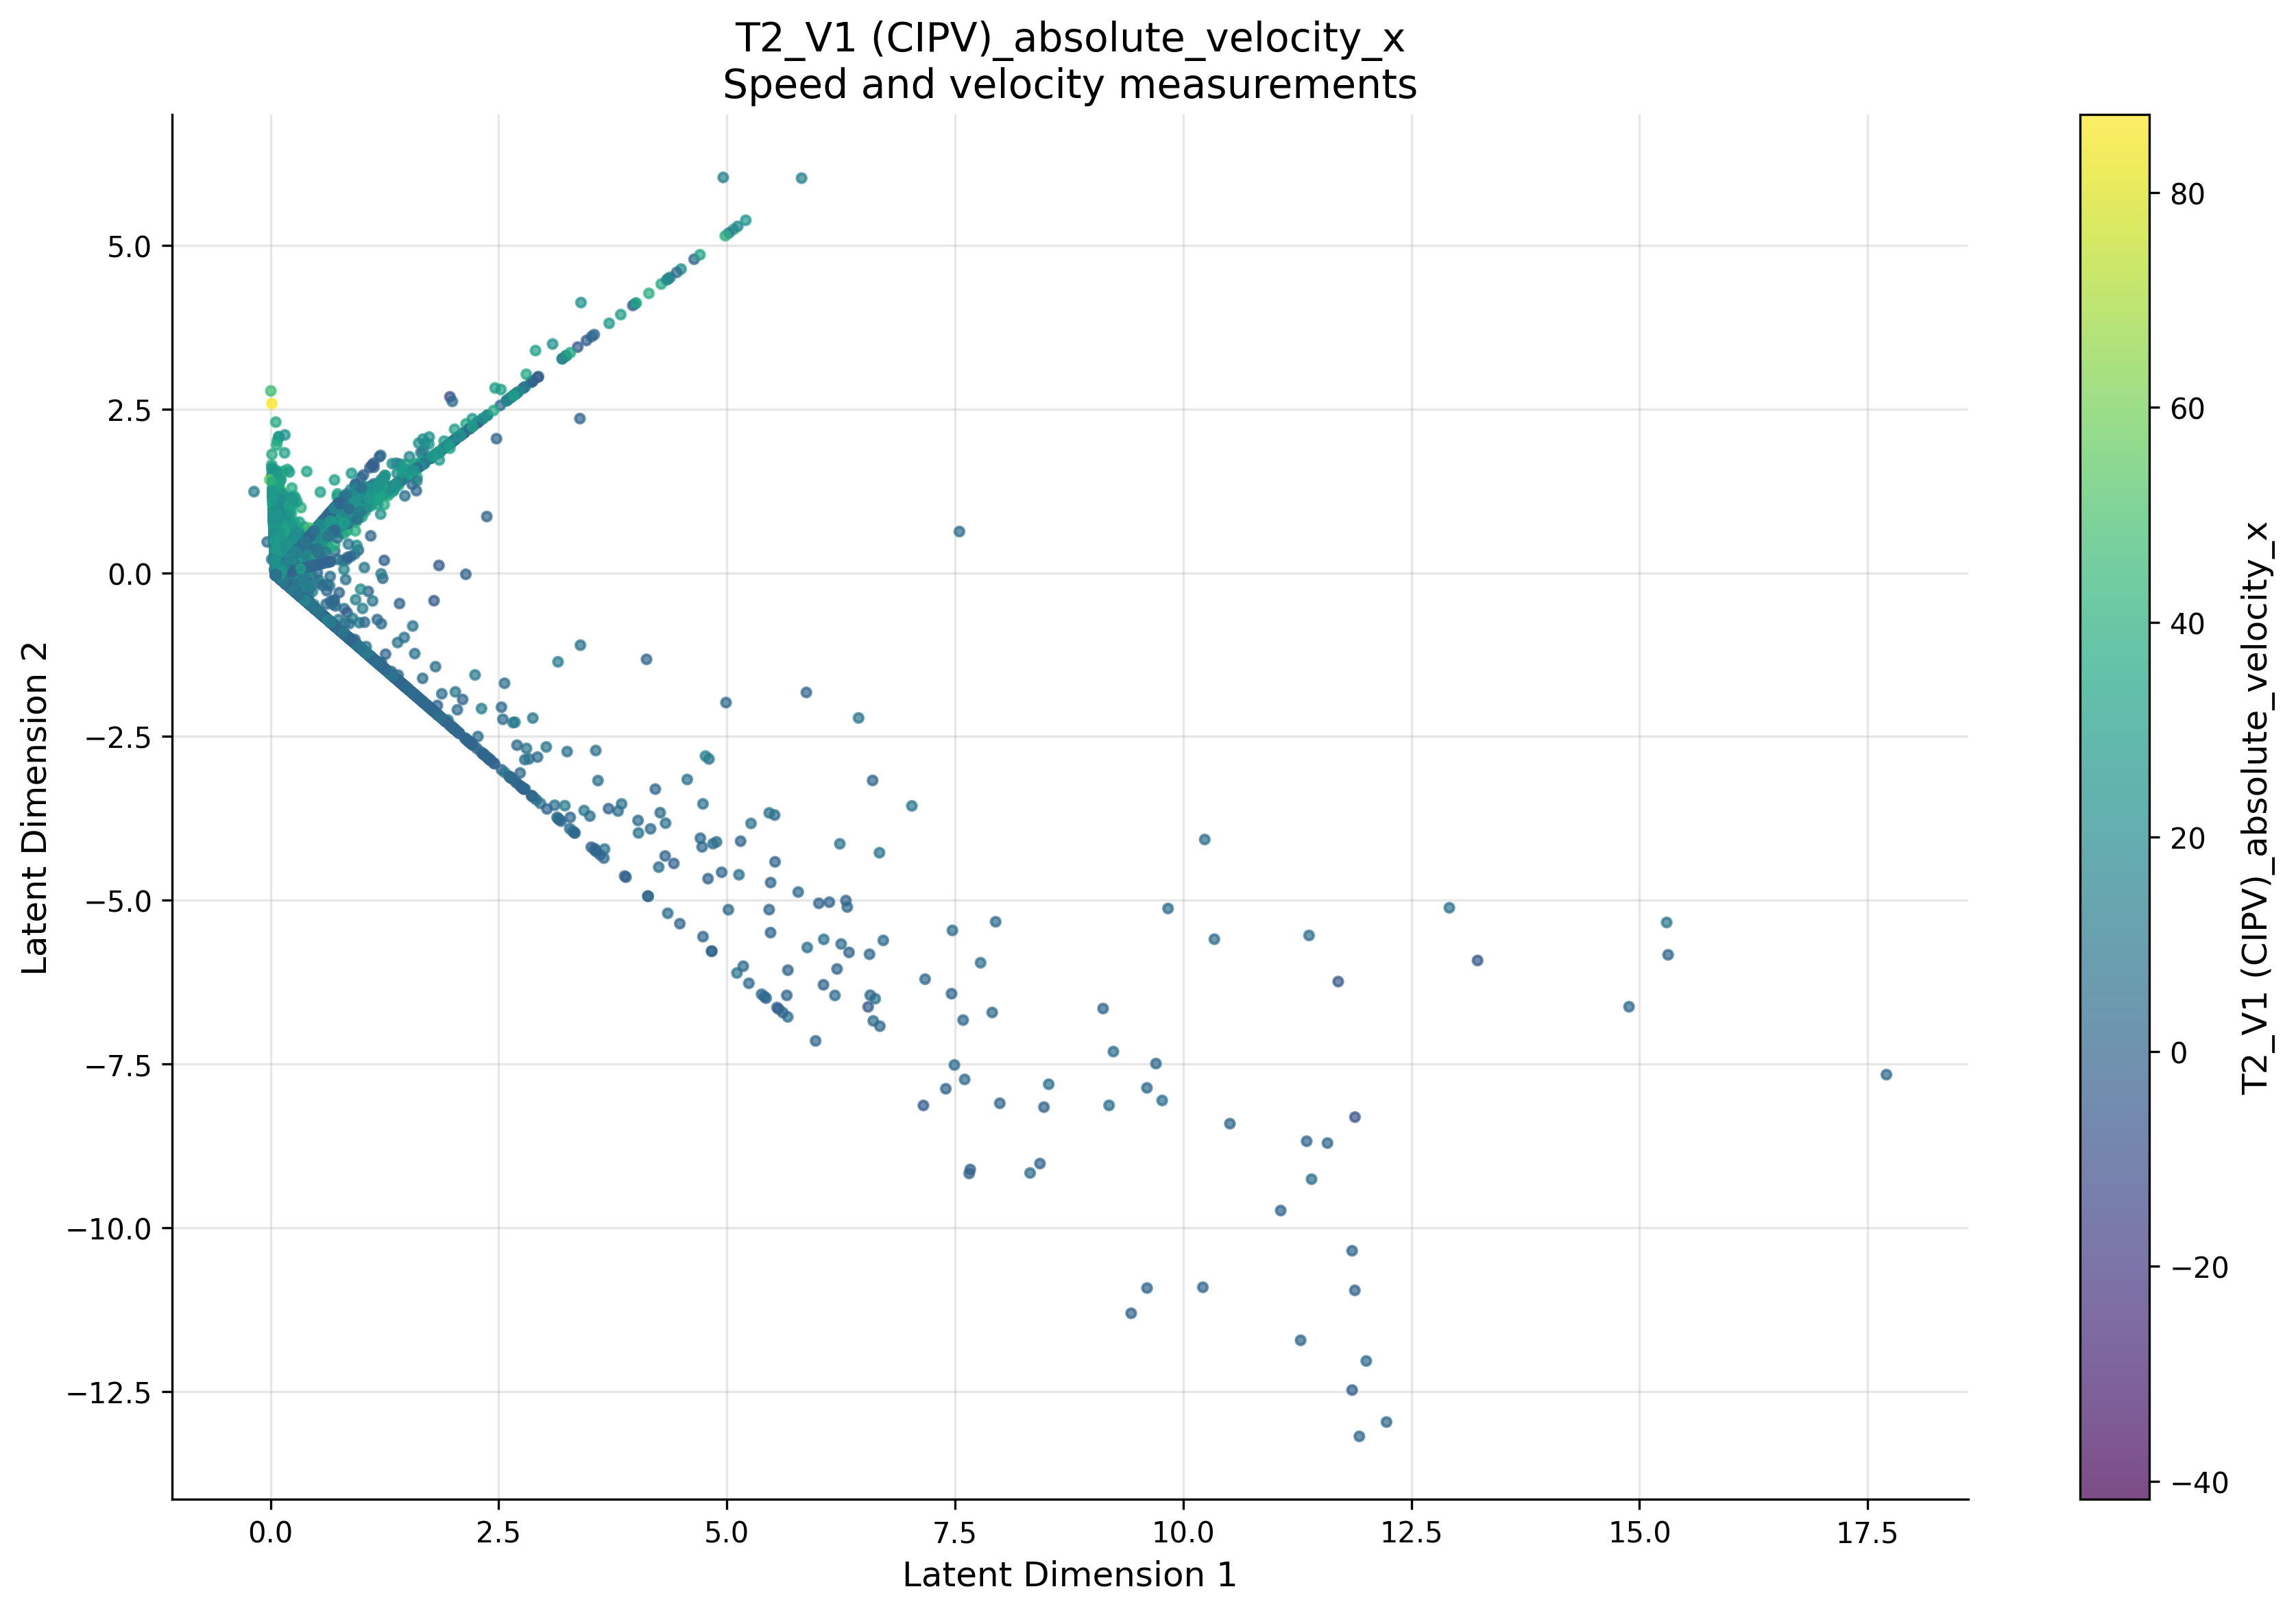 T2_V1 (CIPV)_absolute_velocity_x
Speed and velocity measurements
Latent Dimension 2
5.0
2.5
0.0
−2.5
−5.0
−7.5
−10.0
−12.5
0.0 2.5 5.0 7.5 10.0 12.5 15.0 17.5
Latent Dimension 1
80
60
40
20
0
−20
−40
T2_V1 (CIPV)_absolute_velocity_x